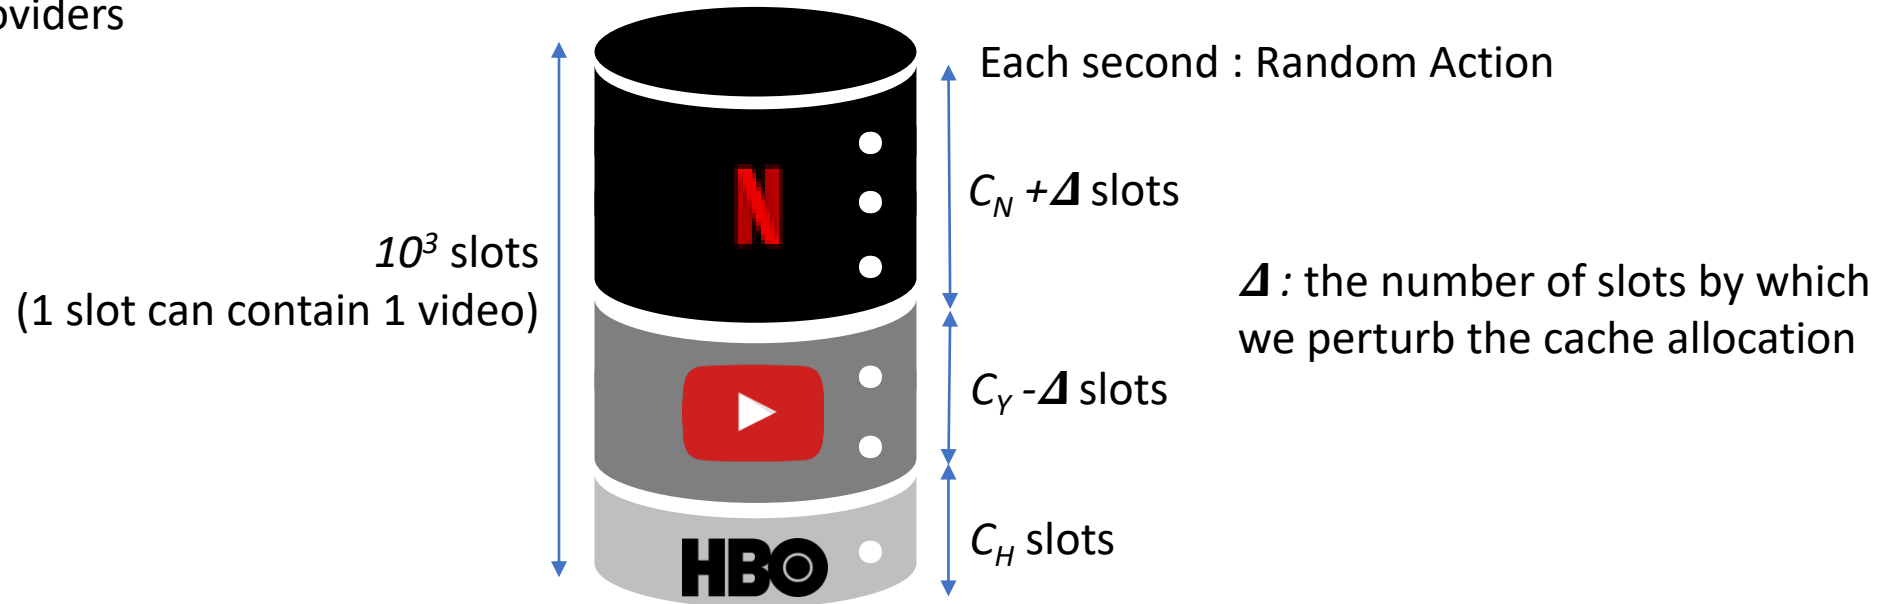 Each second : Random Action
C_N +Δ slots
10³ slots
(1 slot can contain 1 video)
Δ : the number of slots by which
we perturb the cache allocation
C_Y -Δ slots
C_H slots
N
HBO